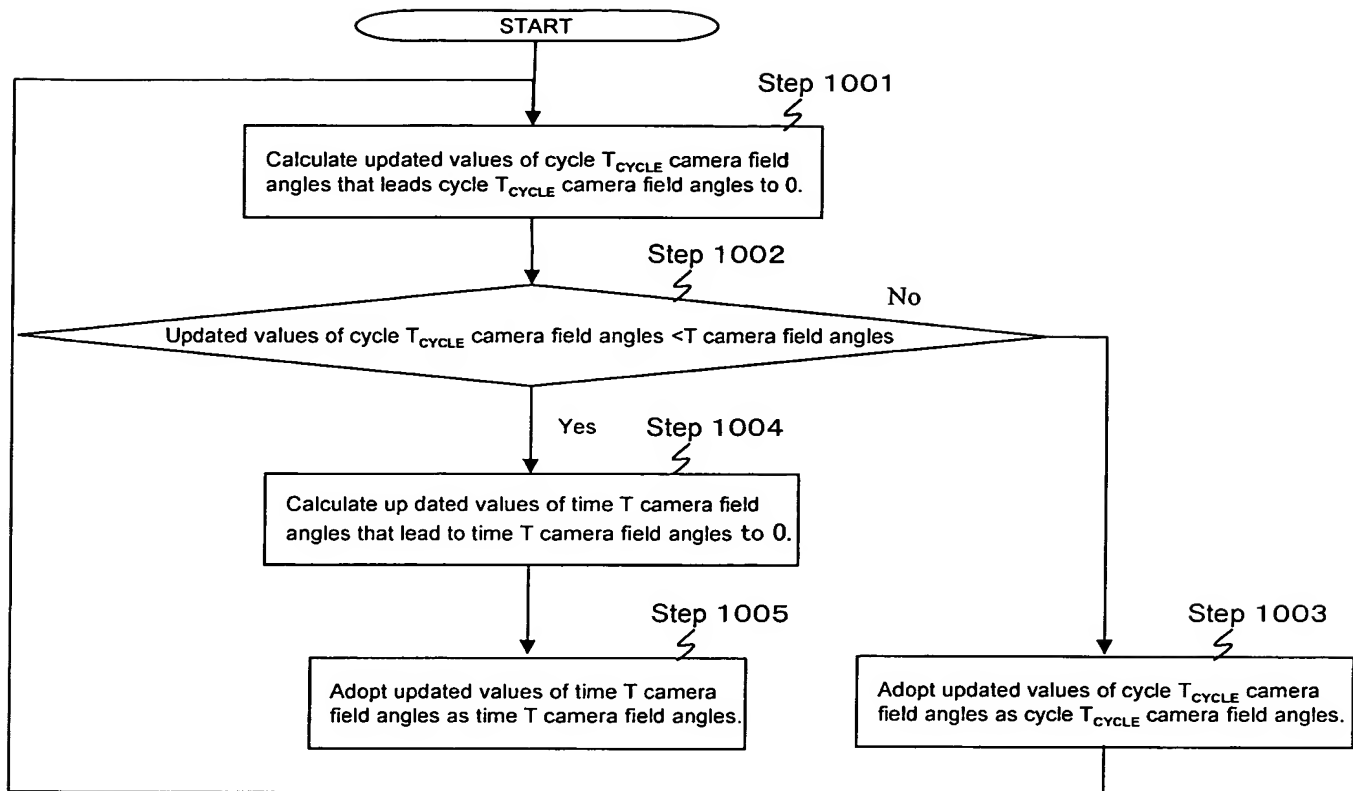 START
Step 1001
Calculate updated values of cycle TCYCLE camera field
angles that leads cycle TCYCLE camera field angles to 0.
Step 1002
No
Updated values of cycle TCYCLE camera field angles <T camera field angles
Yes
Step 1004
Calculate up dated values of time T camera field
angles that lead to time T camera field angles to 0.
Step 1005
Adopt updated values of time T camera
field angles as time T camera field angles.
Step 1003
Adopt updated values of cycle TCYCLE camera
field angles as cycle TCYCLE camera field angles.